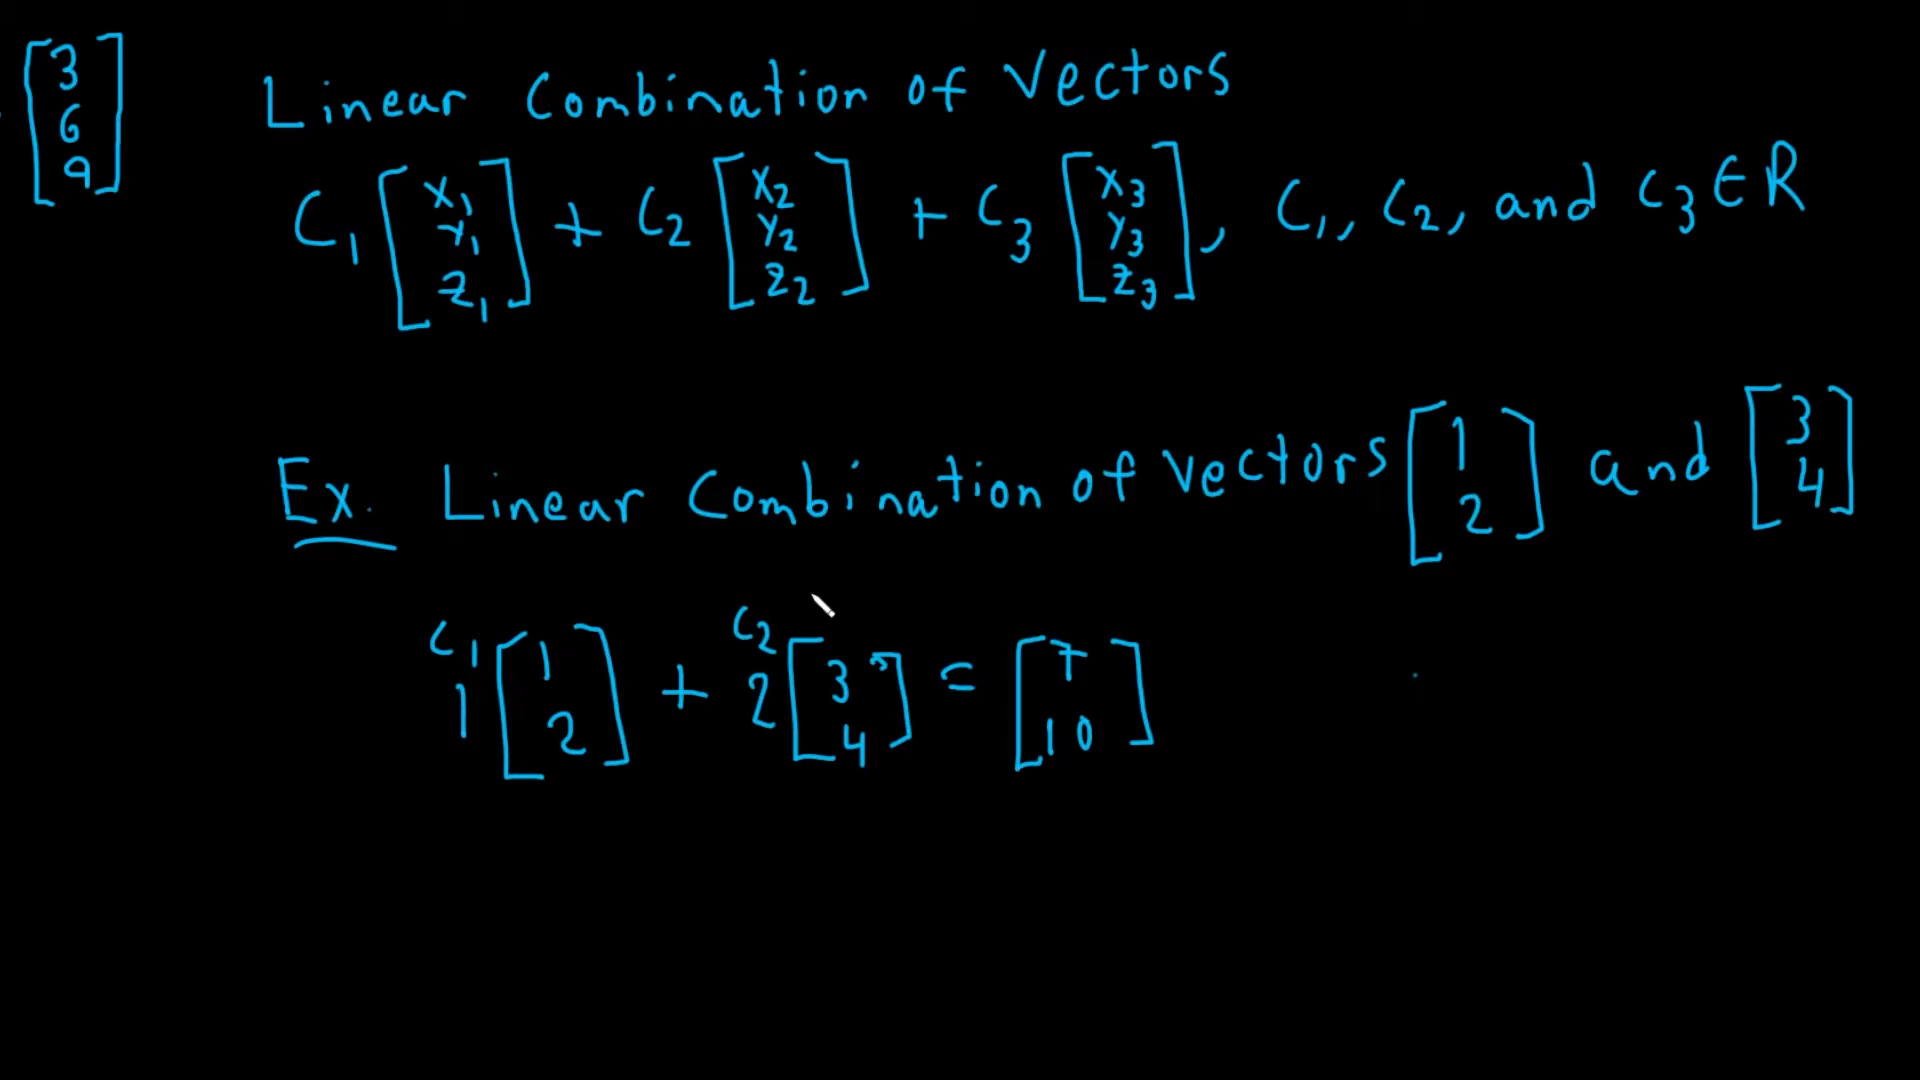 [3 6 9]
Linear Combination of Vectors
C₁ [x₁ y₁ z₁] + C₂ [x₂ y₂ z₂] + C₃ [x₃ y₃ z₃], C₁, C₂, and C₃ ∈ R
Ex. Linear Combination of Vectors [1 2] and [3 4]
C₁ C₂
1 [1 2] + 2 [3 4] = [7 10]